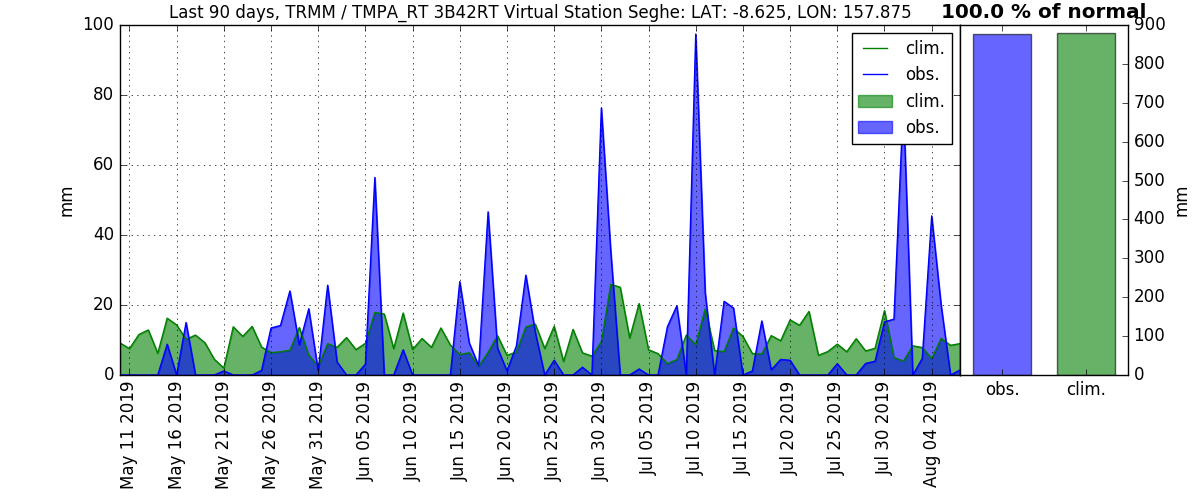 Last 90 days, TRMM / TMPA_RT 3B42RT Virtual Station Seghe: LAT: -8.625, LON: 157.875
100.0 % of normal
100
80
60
40
20
0
mm
clim.
obs.
clim.
obs.
900
800
700
600
500
400
300
200
100
0
mm
obs.
clim.
May 11 2019
May 16 2019
May 21 2019
May 26 2019
May 31 2019
Jun 05 2019
Jun 10 2019
Jun 15 2019
Jun 20 2019
Jun 25 2019
Jun 30 2019
Jul 05 2019
Jul 10 2019
Jul 15 2019
Jul 20 2019
Jul 25 2019
Jul 30 2019
Aug 04 2019